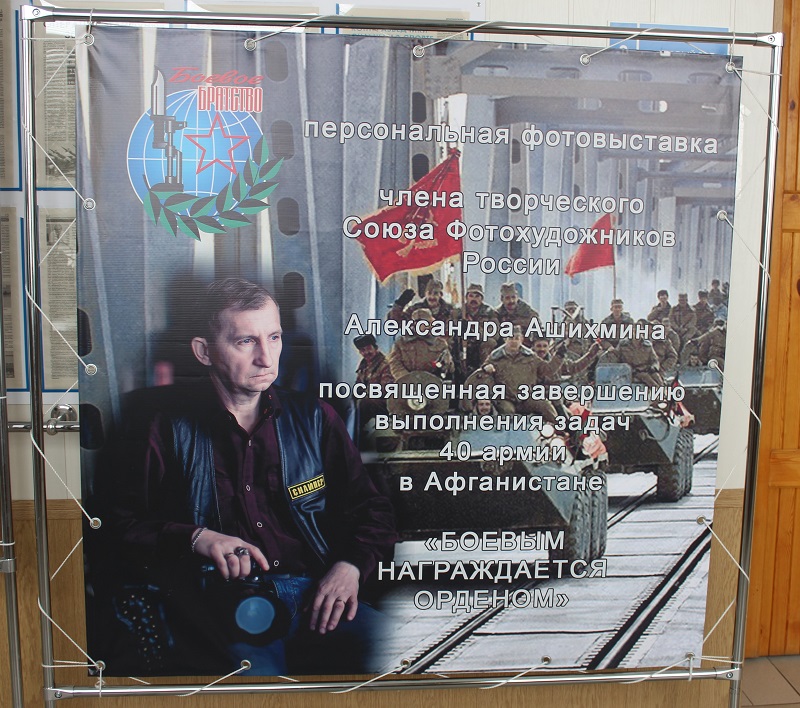 Боевое
БРАТСТВО
персональная фотовыставка
члена творческого
Союза Фотохудожников
России
Александра Ашихмина
посвященная завершению
выполнения задач
40 армии
в Афганистане
«БОЕВЫМ
НАГРАЖДАЕТСЯ
ОРДЕНОМ»